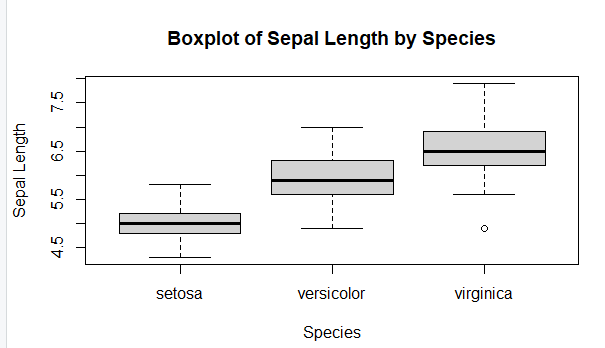 Boxplot of Sepal Length by Species
Sepal Length
7.5
6.5
5.5
4.5
setosa versicolor virginica
Species